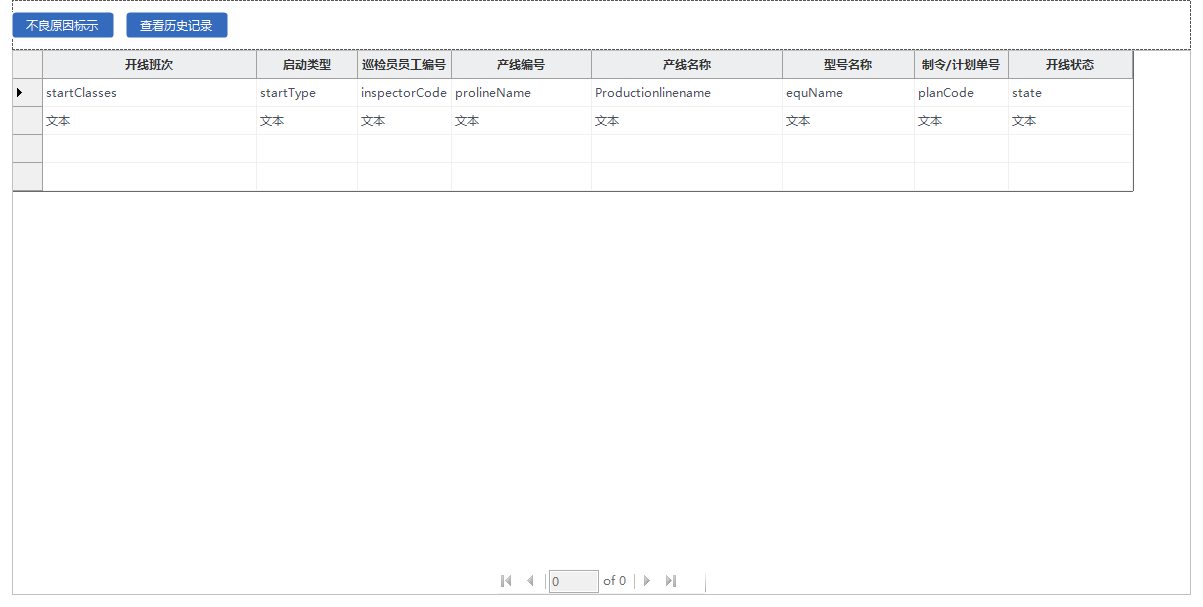 不良原因标示 查看历史记录
开线班次 启动类型 巡检员员工编号 产线编号 产线名称 型号名称 制令/计划单号 开线状态
startClasses startType inspectorCode prolineName Productionlinename equName planCode state
文本 文本 文本 文本 文本 文本 文本 文本
0 of 0